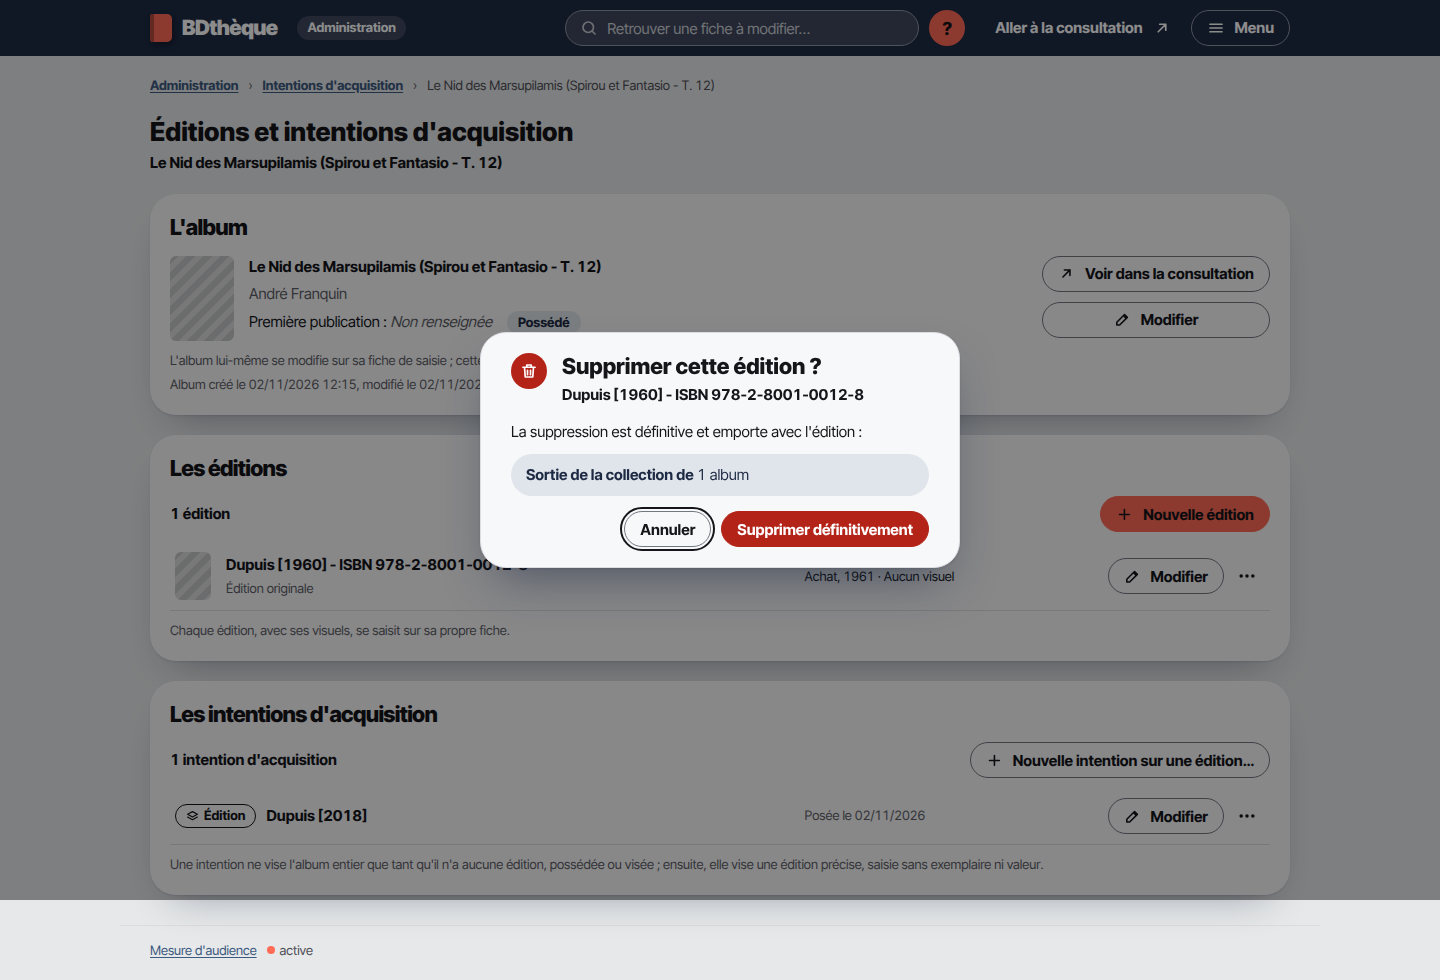 BDthèque
Administration
Retrouver une fiche à modifier...
?
Aller à la consultation
Menu
Administration › Intentions d'acquisition › Le Nid des Marsupilamis (Spirou et Fantasio - T. 12)
Éditions et intentions d'acquisition
Le Nid des Marsupilamis (Spirou et Fantasio - T. 12)
L'album
Le Nid des Marsupilamis (Spirou et Fantasio - T. 12)
André Franquin
Première publication : Non renseignée
Possédé
Voir dans la consultation
Modifier
L'album lui-même se modifie sur sa fiche de saisie ;
Album créé le 02/11/2026 12:15, modifié le
Supprimer cette édition ?
Dupuis [1960] - ISBN 978-2-8001-0012-8
La suppression est définitive et emporte avec l'édition :
Sortie de la collection de 1 album
Annuler
Supprimer définitivement
Les éditions
1 édition
Nouvelle édition
Dupuis [1960] - ISBN 978-2-8001-0012-8
Édition originale
Achat, 1961 · Aucun visuel
Modifier
Chaque édition, avec ses visuels, se saisit sur sa propre fiche.
Les intentions d'acquisition
1 intention d'acquisition
Nouvelle intention sur une édition...
Édition
Dupuis [2018]
Posée le 02/11/2026
Modifier
Une intention ne vise l'album entier que tant qu'il n'a aucune édition, possédée ou visée ; ensuite, elle vise une édition précise, saisie sans exemplaire ni valeur.
Mesure d'audience
active